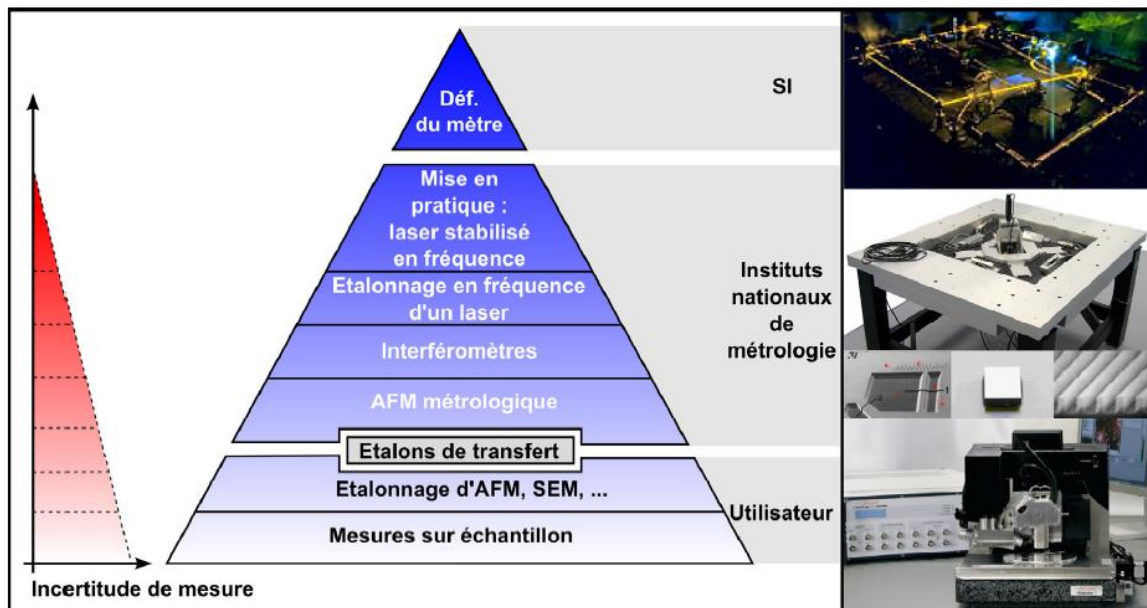 Déf.
du mètre
SI
Mise en
pratique :
laser stabilisé
en fréquence
Etalonnage en fréquence
d'un laser
Interféromètres
AFM métrologique
Instituts
nationaux
de
métrologie
Etalons de transfert
Etalonnage d'AFM, SEM, ...
Mesures sur échantillon
Utilisateur
Incertitude de mesure